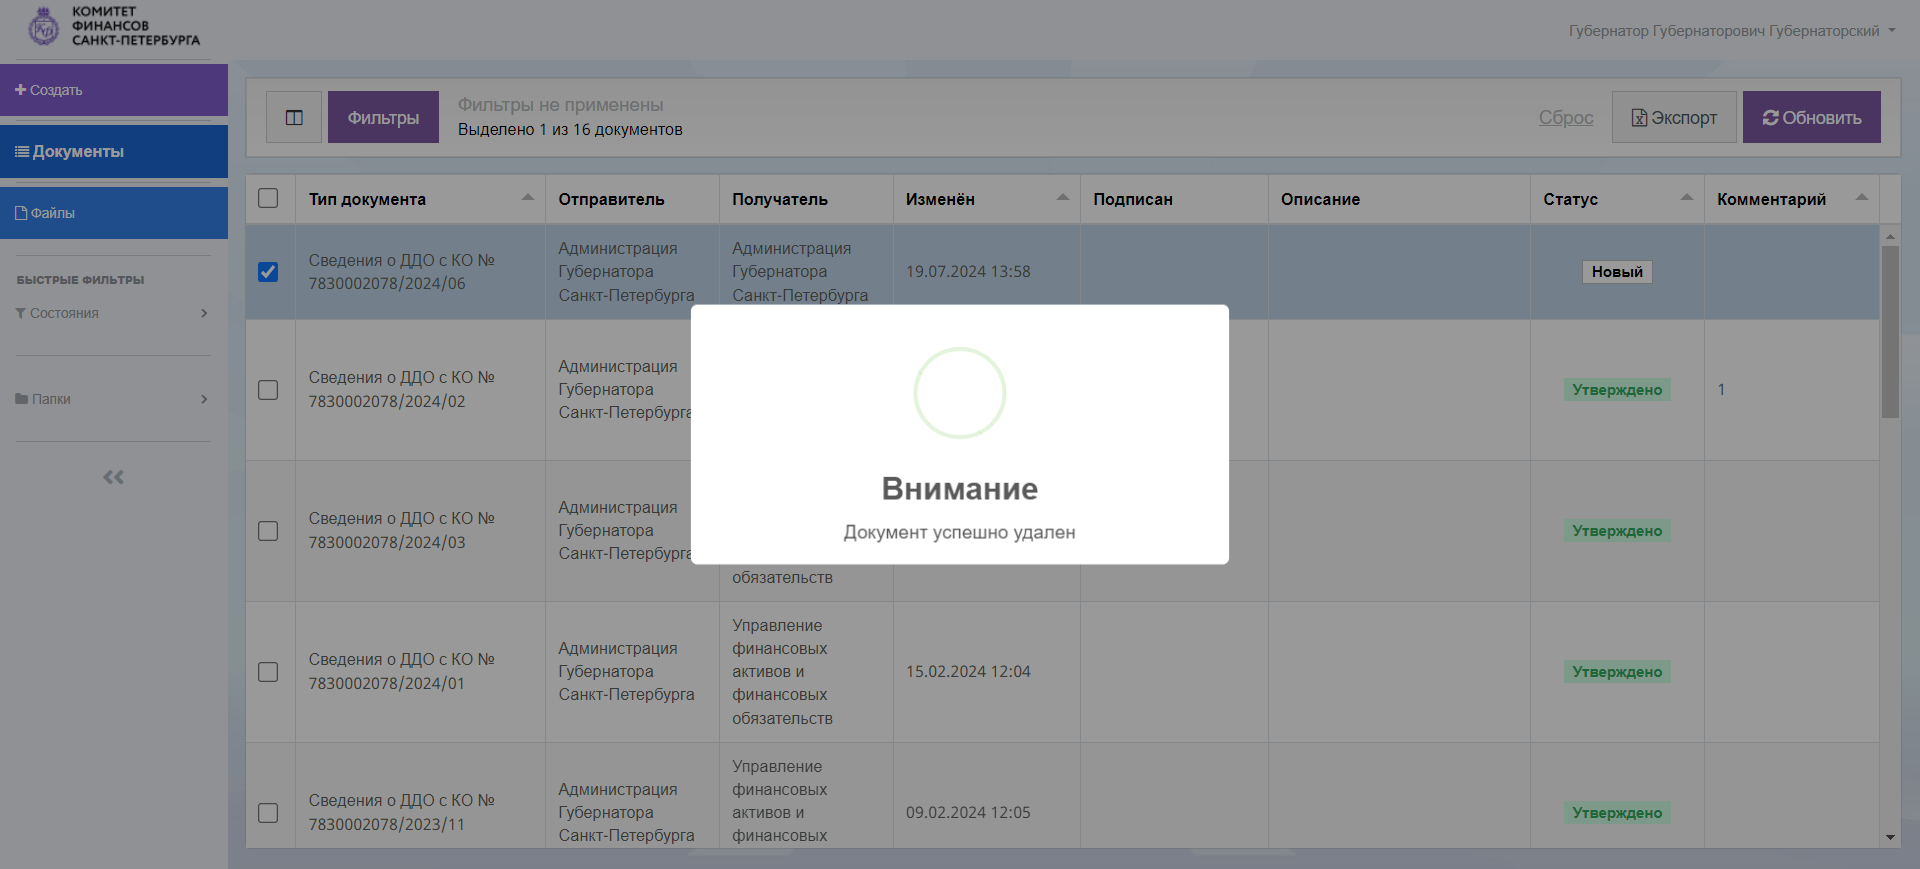 КОМИТЕТ
ФИНАНСОВ
САНКТ-ПЕТЕРБУРГА
Губернатор Губернаторович Губернаторский
Создать
Документы
Файлы
БЫСТРЫЕ ФИЛЬТРЫ
Состояния
Папки
Фильтры
Фильтры не применены
Выделено 1 из 16 документов
Сброс
Экспорт
Обновить
Тип документа
Отправитель
Получатель
Изменён
Подписан
Описание
Статус
Комментарий
Сведения о ДДО с КО №
7830002078/2024/06
Администрация
Губернатора
Санкт-Петербурга
Администрация
Губернатора
Санкт-Петербурга
19.07.2024 13:58
Новый
Сведения о ДДО с КО №
7830002078/2024/02
Администрация
Губернатора
Санкт-Петербурга
Утверждено
1
Сведения о ДДО с КО №
7830002078/2024/03
Администрация
Губернатора
Санкт-Петербурга
обязательств
Утверждено
Внимание
Документ успешно удален
Сведения о ДДО с КО №
7830002078/2024/01
Администрация
Губернатора
Санкт-Петербурга
Управление
финансовых
активов и
финансовых
обязательств
15.02.2024 12:04
Утверждено
Сведения о ДДО с КО №
7830002078/2023/11
Администрация
Губернатора
Санкт-Петербурга
Управление
финансовых
активов и
финансовых
09.02.2024 12:05
Утверждено